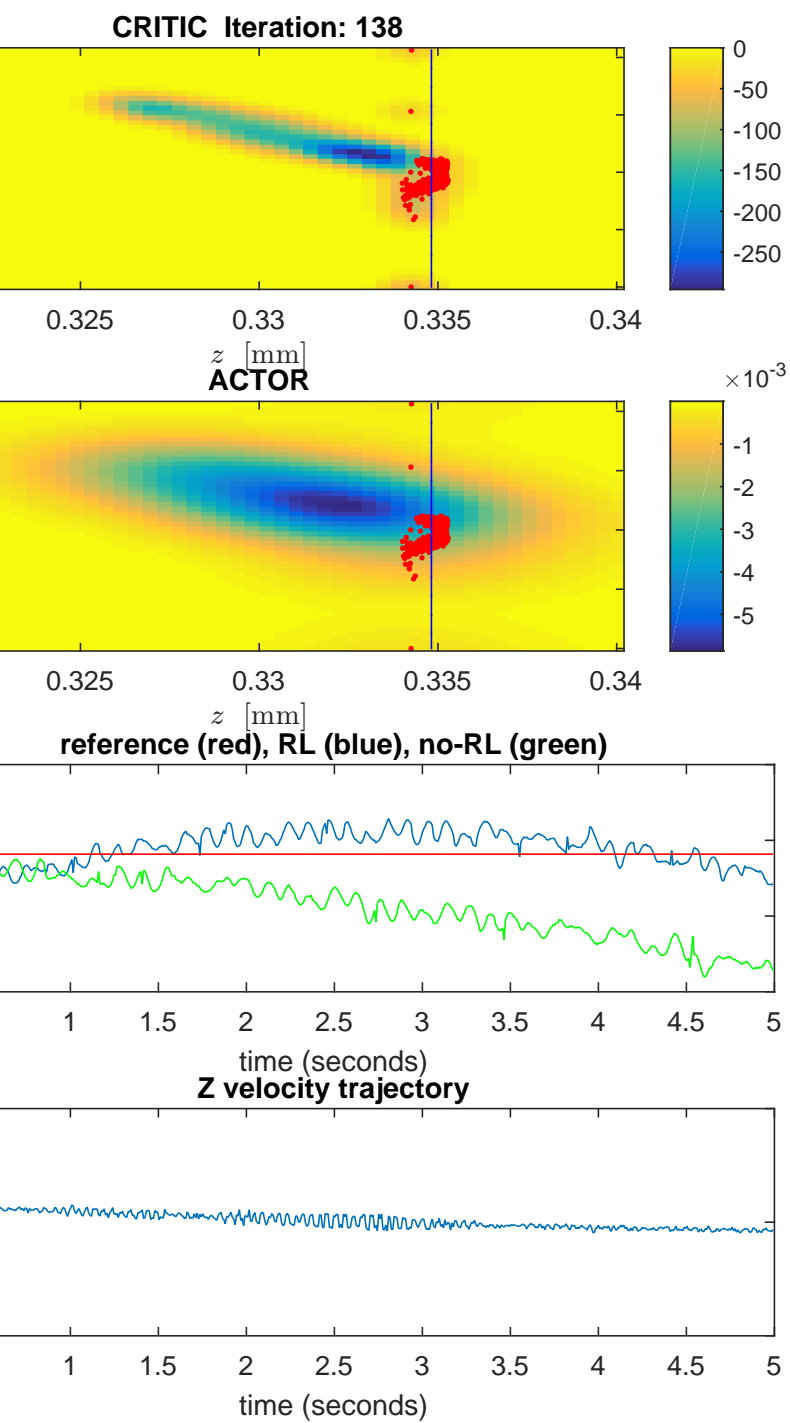 CRITIC  Iteration: 138
0
-50
-100
-150
-200
-250
0.325 0.33 0.335 0.34
z [mm]
ACTOR
×10-3
-1
-2
-3
-4
-5
0.325 0.33 0.335 0.34
z [mm]
reference (red), RL (blue), no-RL (green)
1 1.5 2 2.5 3 3.5 4 4.5 5
time (seconds)
Z velocity trajectory
1 1.5 2 2.5 3 3.5 4 4.5 5
time (seconds)